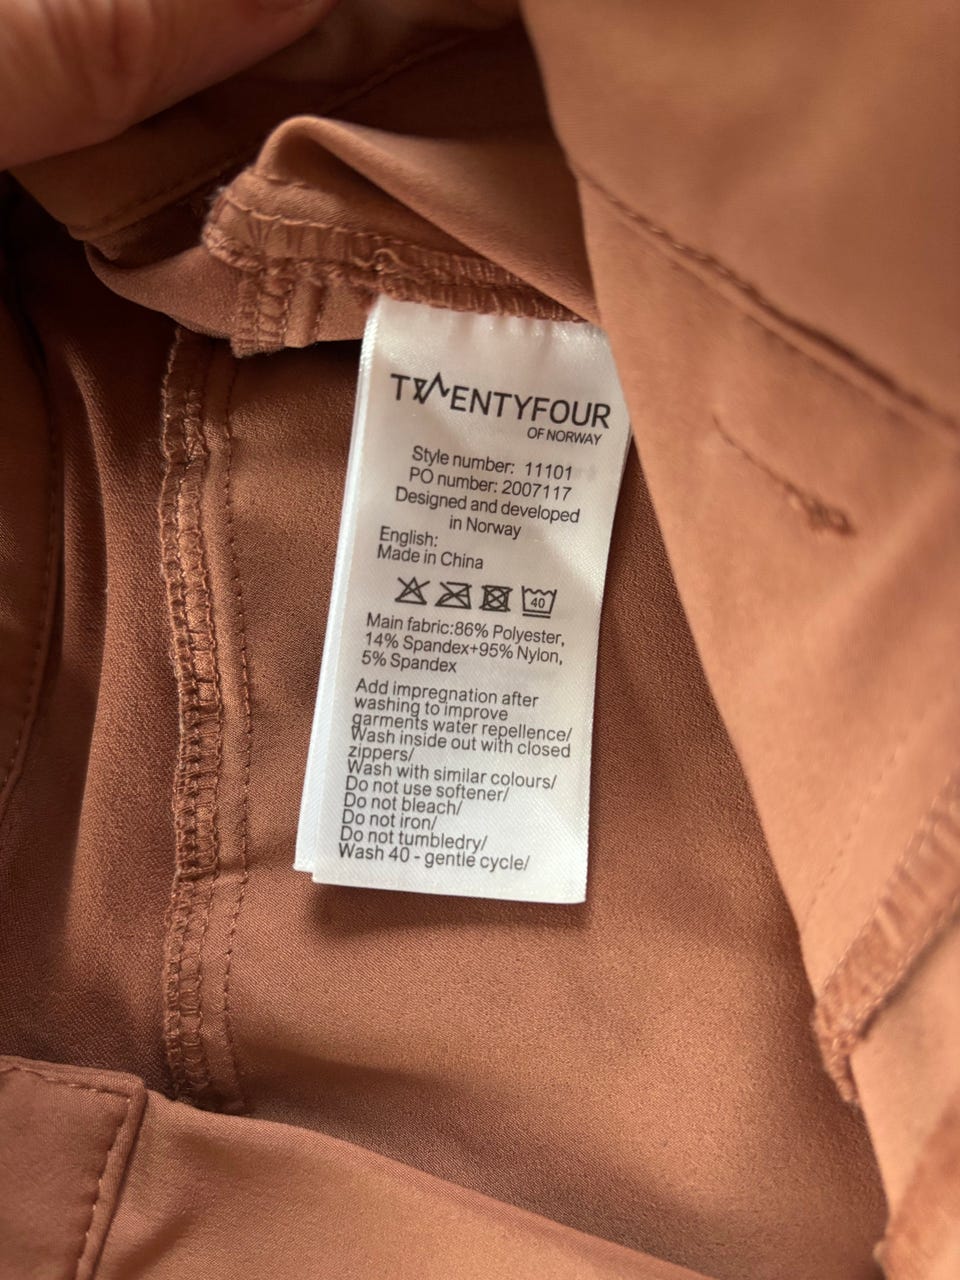 TWENTYFOUR
OF NORWAY
Style number: 11101
PO number: 2007117
Designed and developed
in Norway
English:
Made in China
40
Main fabric:86% Polyester,
14% Spandex+95% Nylon,
5% Spandex
Add impregnation after
washing to improve
garments water repellence/
Wash inside out with closed
zippers/
Wash with similar colours/
Do not use softener/
Do not bleach/
Do not iron/
Do not tumbledry/
Wash 40 - gentle cycle/